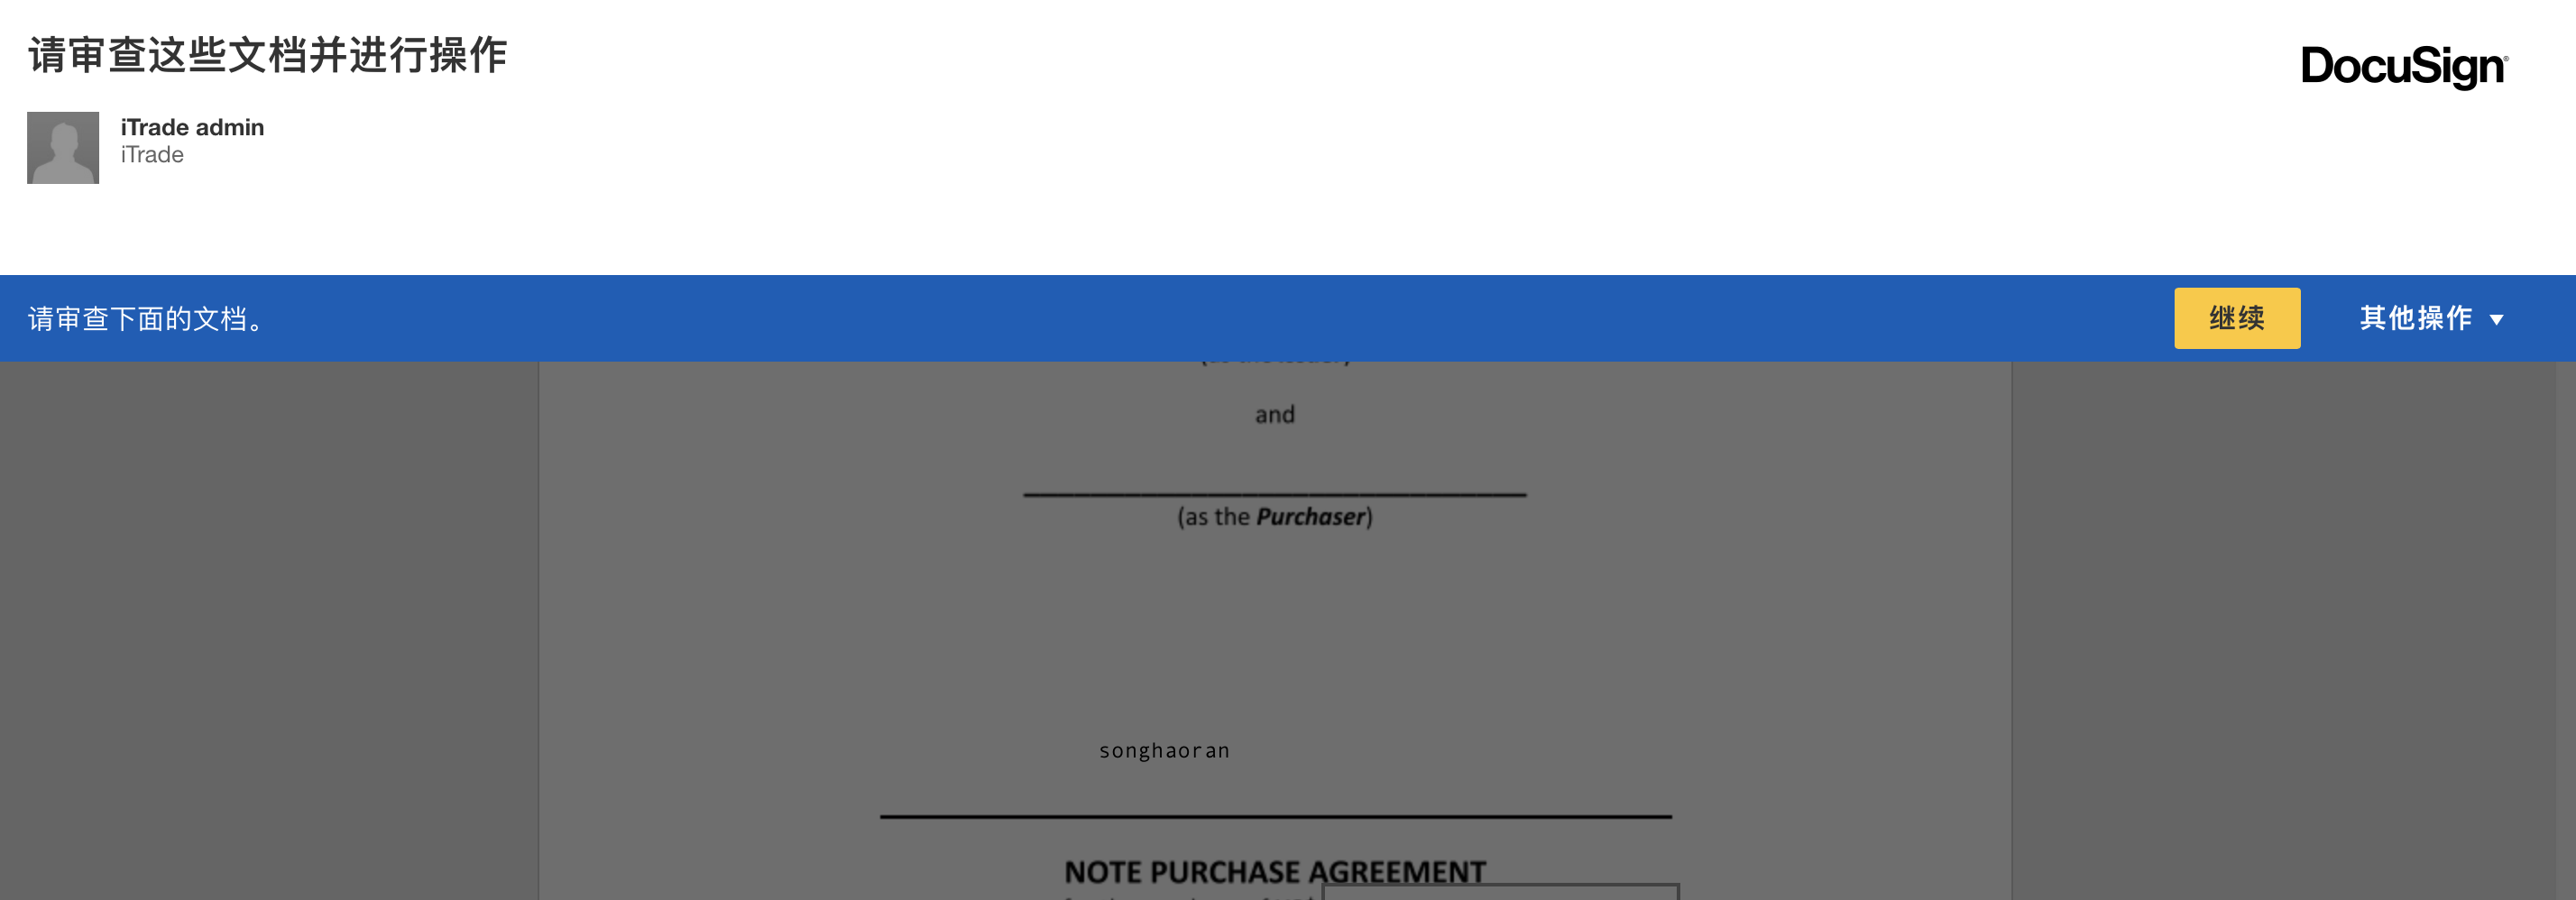 请审查这些文档并进行操作
DocuSign
iTrade admin
iTrade
请审查下面的文档。
继续
其他操作
and
(as the Purchaser)
songhaoran
NOTE PURCHASE AGREEMENT